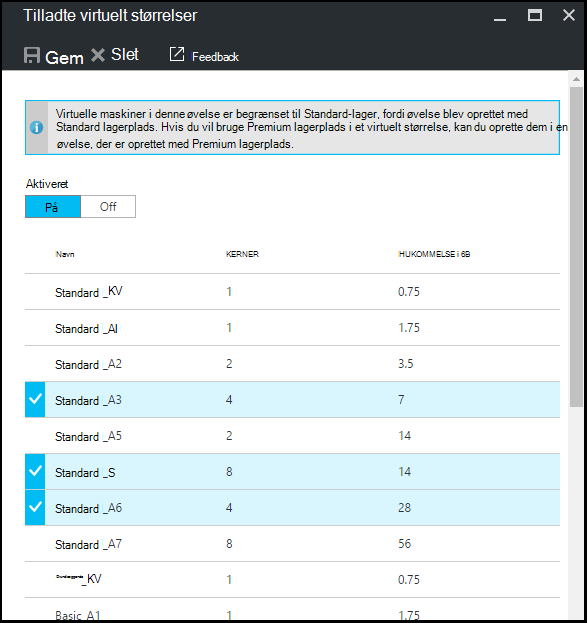 Tilladte virtuelt størrelser
Gem Slet Feedback
Virtuelle maskiner i denne øvelse er begrænset til Standard-lager, fordi øvelse blev oprettet med
Standard lagerplads. Hvis du vil bruge Premium lagerplads i et virtuelt størrelse, kan du oprette dem i en
øvelse, der er oprettet med Premium lagerplads.
Aktiveret
På Off
Navn KERNER HUKOMMELSE i 6B
Standard _KV 1 0.75
Standard _AI 1 1.75
Standard _A2 2 3.5
Standard _A3 4 7
Standard _A5 2 14
Standard _S 8 14
Standard _A6 4 28
Standard _A7 8 56
_KV 1 0.75
Basic_A1 1 1.75